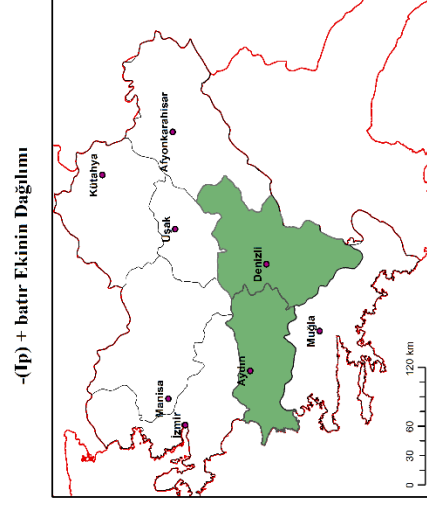 -(Ip) + batır Ekinin Dağılımı
Kütahya
Afyonkarahisar
Uşak
Manisa
İzmir
Denizli
Aydın
Muğla
0 30 60 120 km